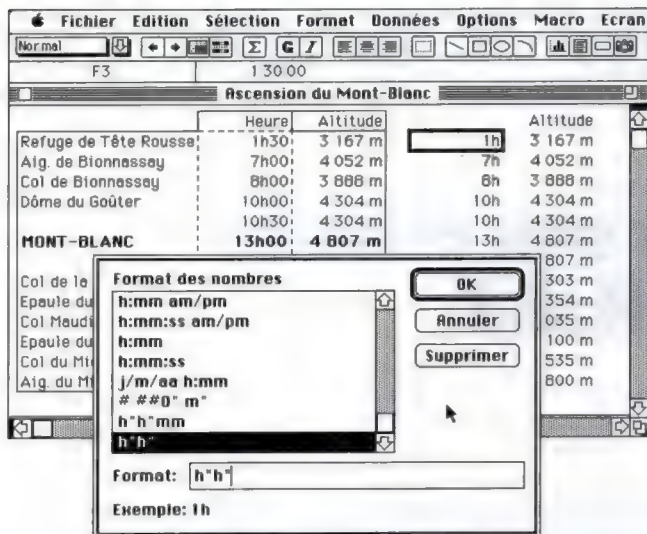 Fichier Edition Sélection Format Données Options Macro Ecran
Normal Σ G I
F3 1 30 00
Ascension du Mont-Blanc
Heure Altitude Altitude
Refuge de Tête Rousse 1h30 3 167 m 1h 3 167 m
Aig. de Bionnassay 7h00 4 052 m 7h 4 052 m
Col de Bionnassay 8h00 3 888 m 8h 3 888 m
Dôme du Goûter 10h00 4 304 m 10h 4 304 m
10h30 4 304 m 10h 4 304 m
MONT-BLANC 13h00 4 807 m 13h 4 807 m
807 m
Col de la 303 m
Epaule du 354 m
Col Maudi 035 m
Epaule du 100 m
Col du Mi 535 m
Aig. du Mi 800 m
Format des nombres
h:mm am/pm
h:mm:ss am/pm
h:mm
h:mm:ss
j/m/aa h:mm
# ##0" m"
h"h"mm
h"h"
OK
Annuler
Supprimer
Format: h"h"
Exemple: 1h